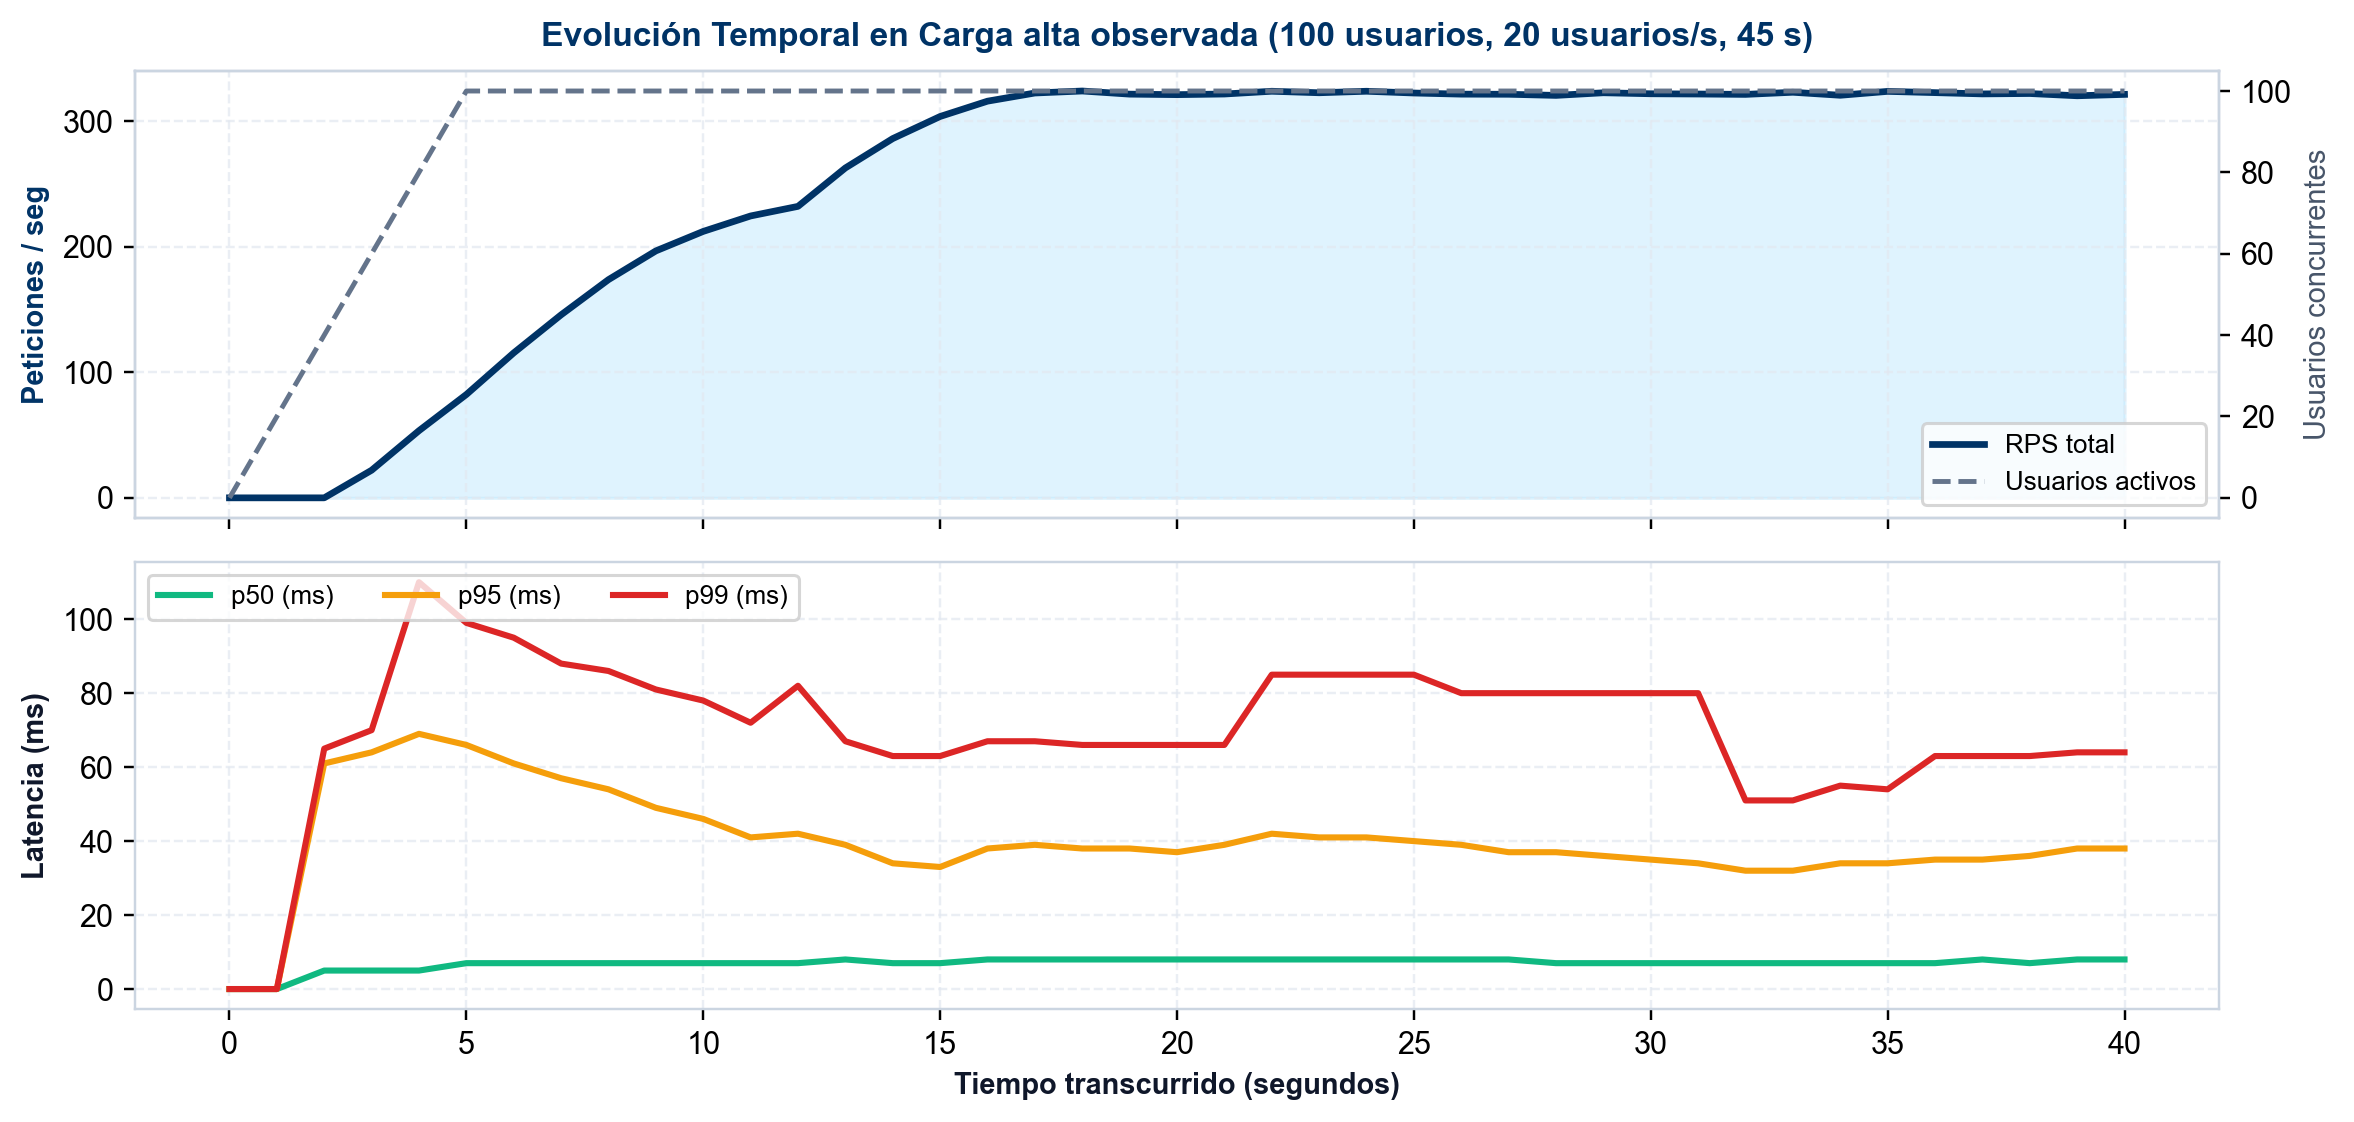 Evolución Temporal en Carga alta observada (100 usuarios, 20 usuarios/s, 45 s)
Peticiones / seg
300
200
100
0
100
80
60
40
20
0
Usuarios concurrentes
RPS total
Usuarios activos
p50 (ms)
p95 (ms)
p99 (ms)
Latencia (ms)
100
80
60
40
20
0
0
5
10
15
20
25
30
35
40
Tiempo transcurrido (segundos)